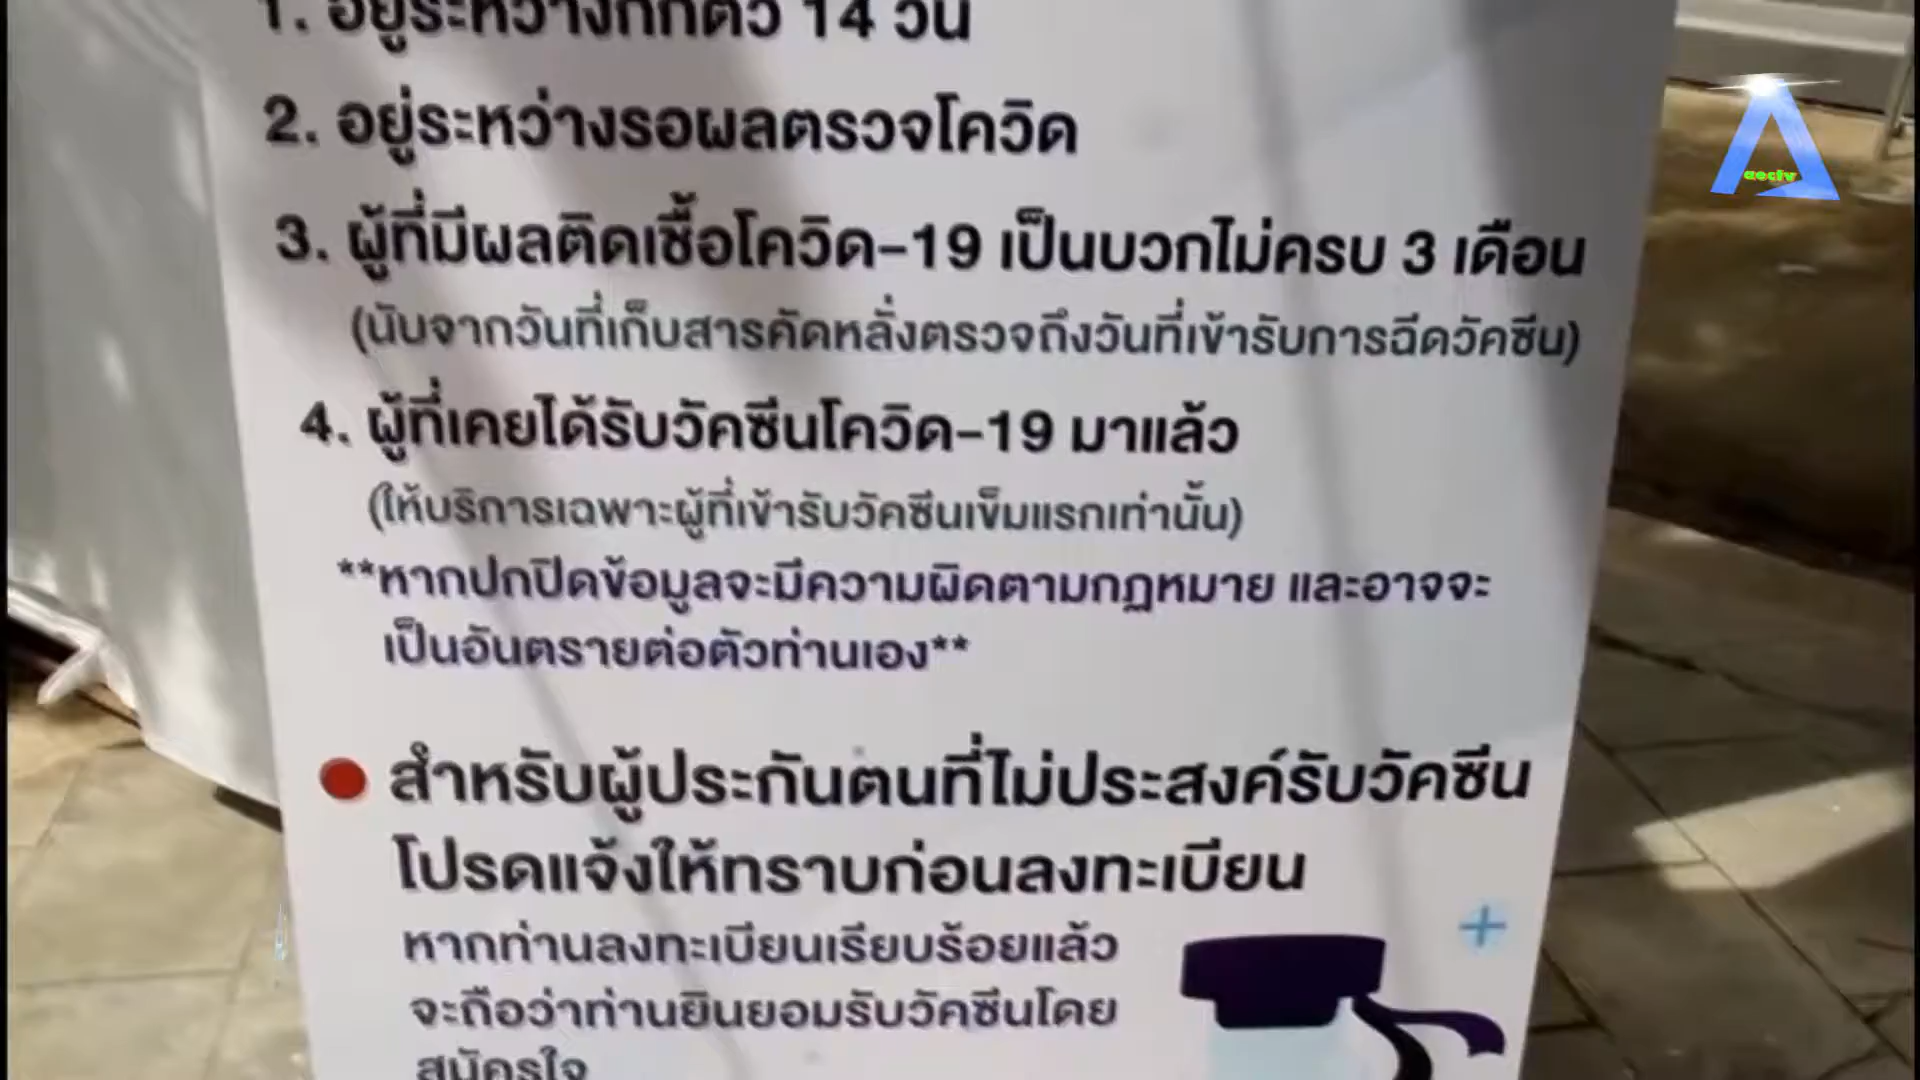 1. อยู่ระหว่างกักตัว 14 วัน
2. อยู่ระหว่างรอผลตรวจโควิด
3. ผู้ที่มีผลติดเชื้อโควิด-19 เป็นบวกไม่ครบ 3 เดือน
(นับจากวันที่เก็บสารคัดหลั่งตรวจถึงวันที่เข้ารับการฉีดวัคซีน)
4. ผู้ที่เคยได้รับวัคซีนโควิด-19 มาแล้ว
(ให้บริการเฉพาะผู้ที่เข้ารับวัคซีนเข็มแรกเท่านั้น)
**หากปกปิดข้อมูลจะมีความผิดตามกฎหมาย และอาจจะ
เป็นอันตรายต่อตัวท่านเอง**
สำหรับผู้ประกันตนที่ไม่ประสงค์รับวัคซีน
โปรดแจ้งให้ทราบก่อนลงทะเบียน
หากท่านลงทะเบียนเรียบร้อยแล้ว
จะถือว่าท่านยินยอมรับวัคซีนโดย
สมัครใจ
aectv